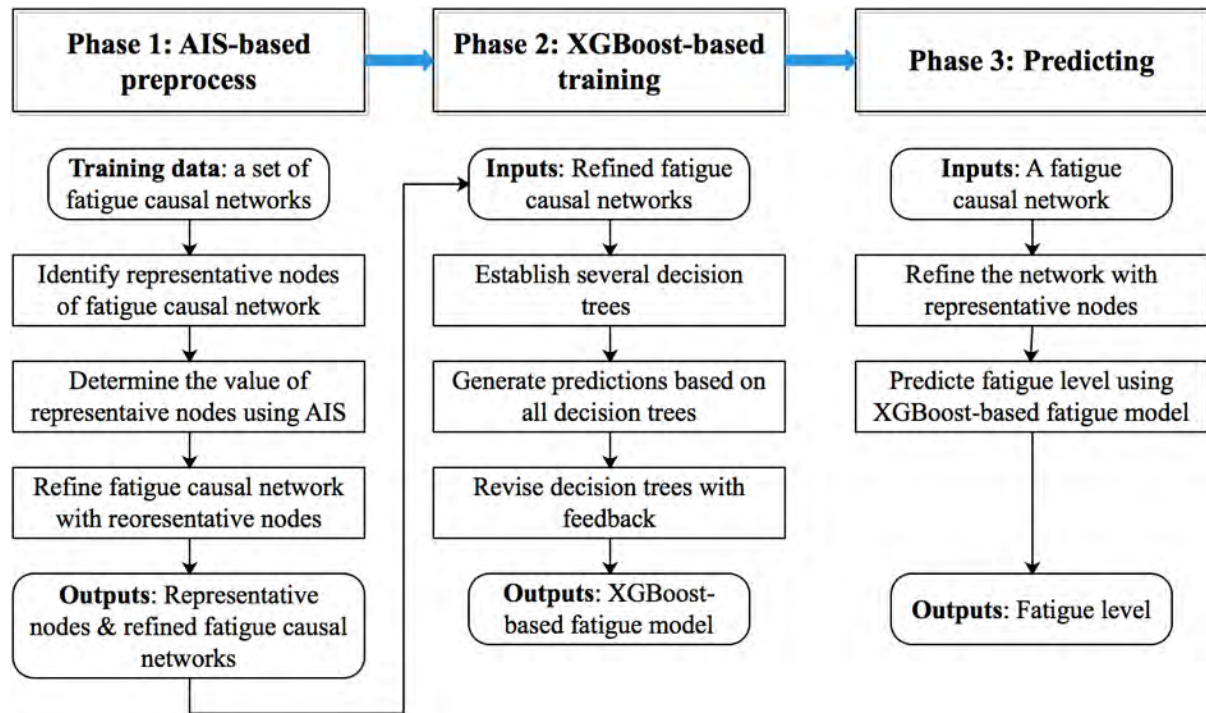 Phase 1: AIS-based
preprocess
Phase 2: XGBoost-based
training
Phase 3: Predicting
Training data: a set of
fatigue causal networks
Identify representative nodes
of fatigue causal network
Determine the value of
representaive nodes using AIS
Refine fatigue causal network
with reoresentative nodes
Outputs: Representative
nodes & refined fatigue causal
networks
Inputs: Refined fatigue
causal networks
Establish several decision
trees
Generate predictions based on
all decision trees
Revise decision trees with
feedback
Outputs: XGBoost-
based fatigue model
Inputs: A fatigue
causal network
Refine the network with
representative nodes
Predicte fatigue level using
XGBoost-based fatigue model
Outputs: Fatigue level